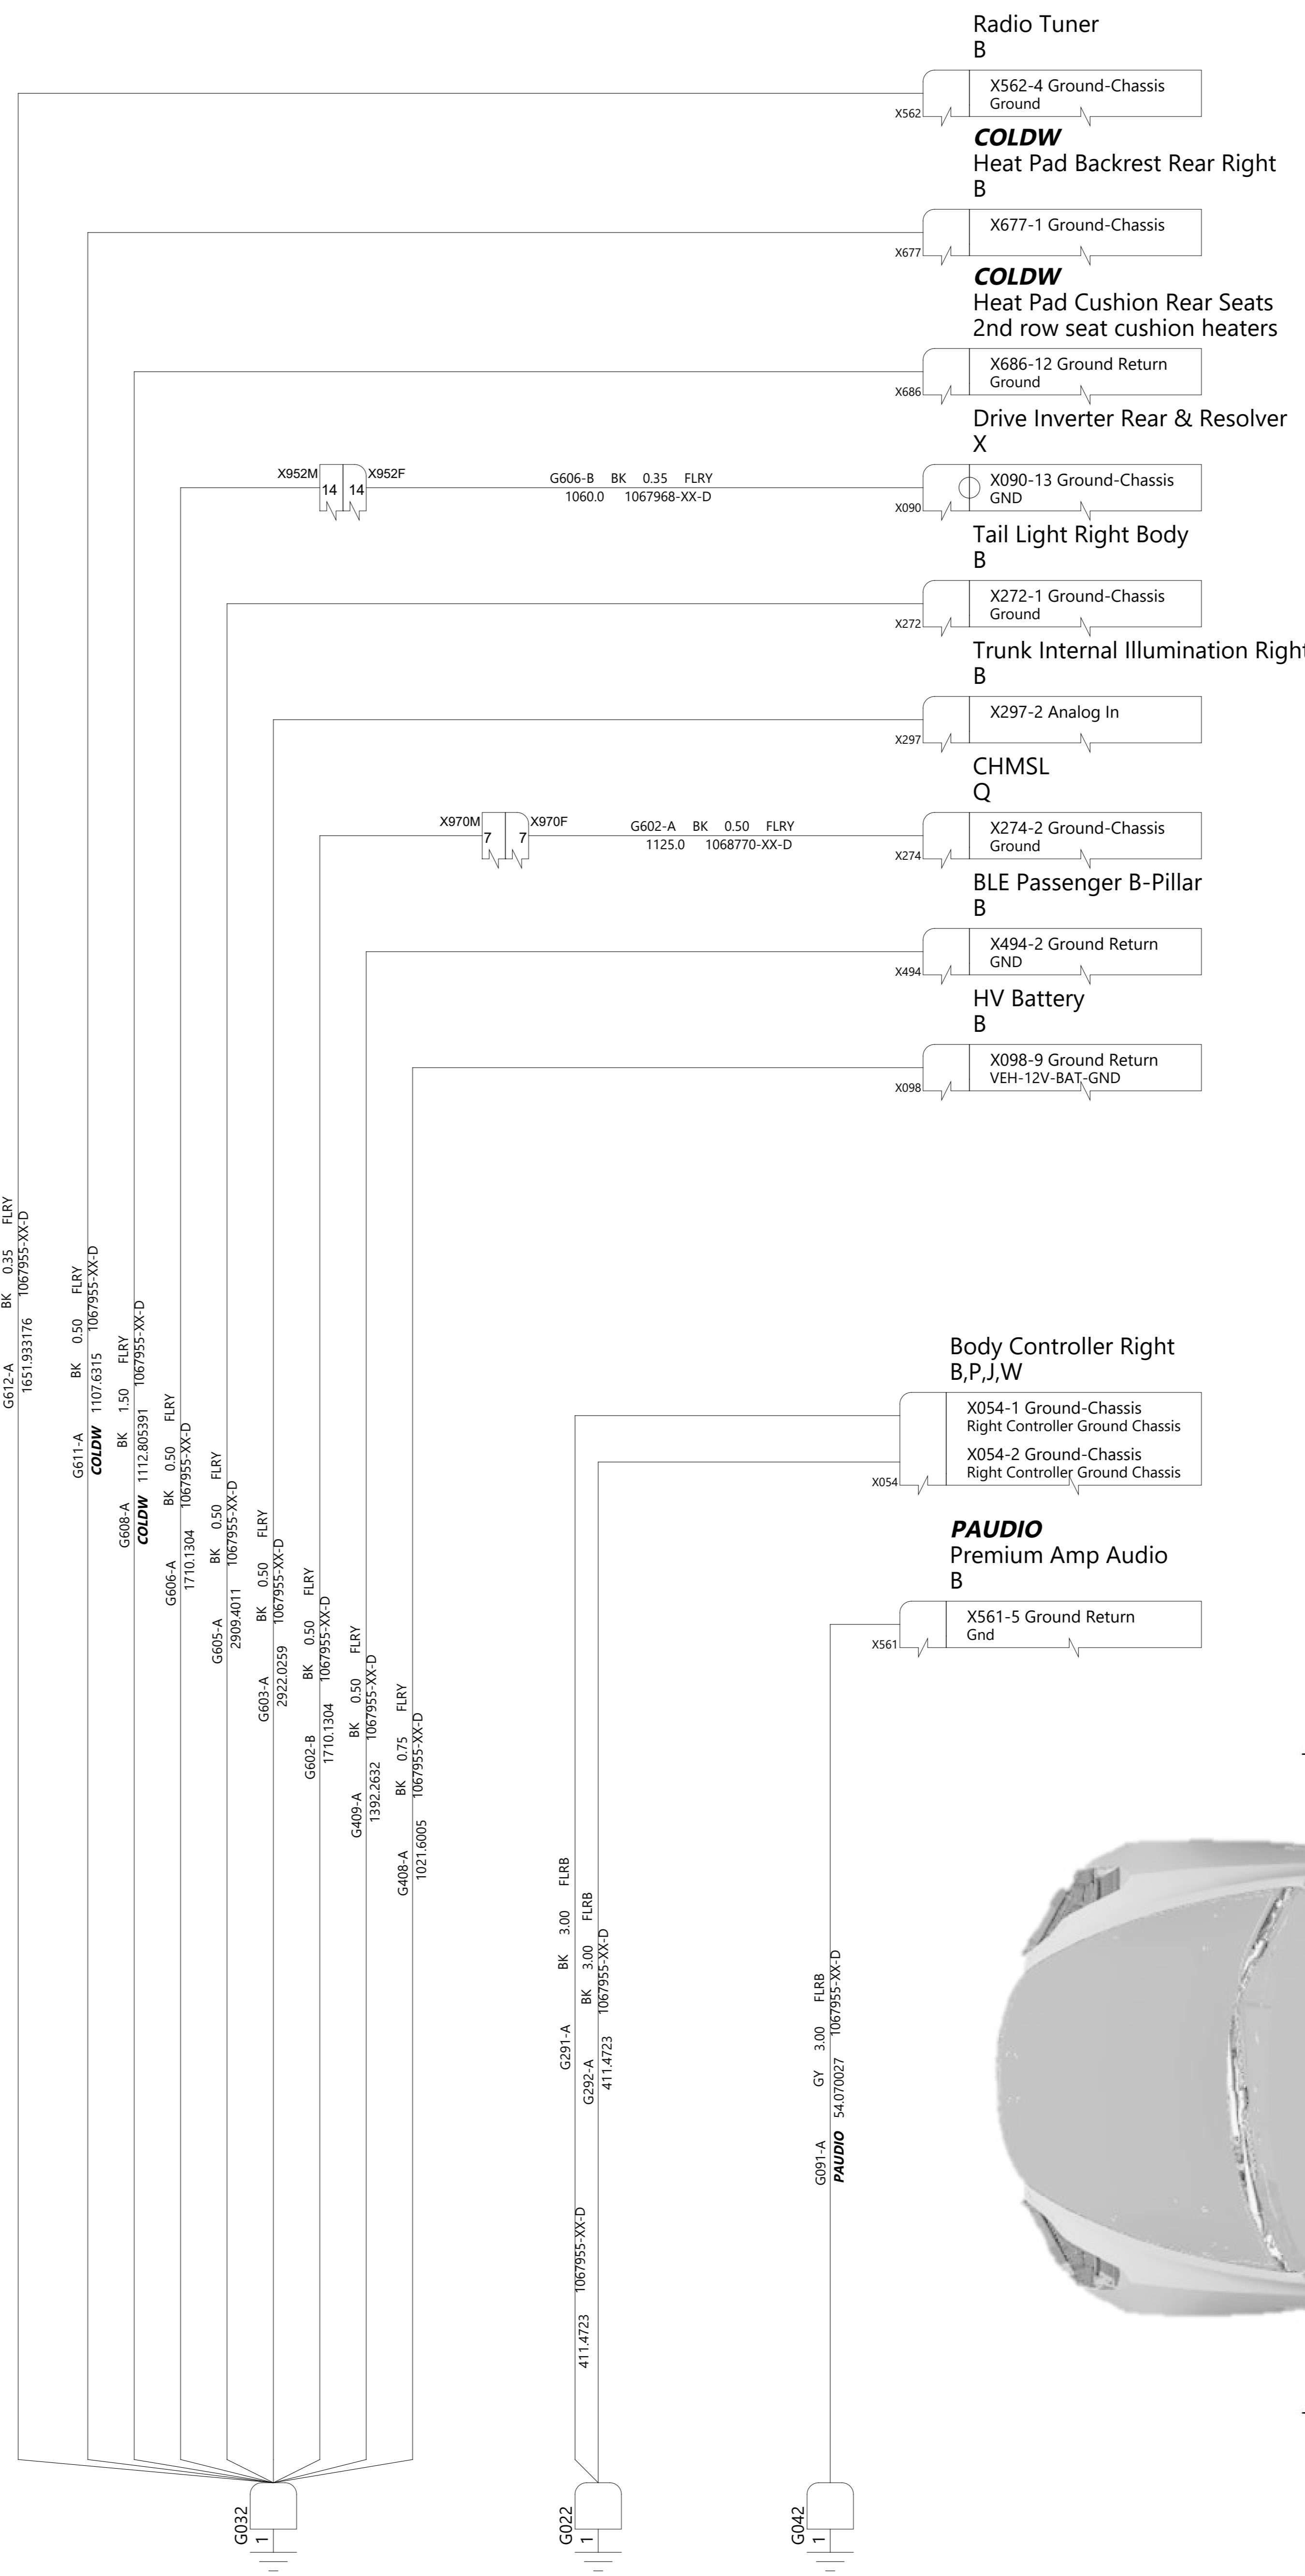 Radio Tuner
B
X562-4 Ground-Chassis
Ground
X562
COLDW
Heat Pad Backrest Rear Right
B
X677-1 Ground-Chassis
X677
COLDW
Heat Pad Cushion Rear Seats
2nd row seat cushion heaters
X686-12 Ground Return
Ground
X686
Drive Inverter Rear & Resolver
X
X952M
14
14
X952F
G606-B BK 0.35 FLRY
1060.0 1067968-XX-D
X090-13 Ground-Chassis
GND
X090
Tail Light Right Body
B
X272-1 Ground-Chassis
Ground
X272
Trunk Internal Illumination Right
B
X297-2 Analog In
X297
CHMSL
Q
X970M
7
7
X970F
G602-A BK 0.50 FLRY
1125.0 1068770-XX-D
X274-2 Ground-Chassis
Ground
X274
BLE Passenger B-Pillar
B
X494-2 Ground Return
GND
X494
HV Battery
B
X098-9 Ground Return
VEH-12V-BAT-GND
X098
G612-A BK 0.35 FLRY
1651.933176 1067955-XX-D
G611-A BK 0.50 FLRY
COLDW 1107.6315 1067955-XX-D
G608-A BK 1.50 FLRY
COLDW 1112.805391 1067955-XX-D
G606-A BK 0.50 FLRY
1710.1304 1067955-XX-D
G605-A BK 0.50 FLRY
2909.4011 1067955-XX-D
G603-A BK 0.50 FLRY
2922.0259 1067955-XX-D
G602-B BK 0.50 FLRY
1710.1304 1067955-XX-D
G409-A BK 0.50 FLRY
1392.2632 1067955-XX-D
G408-A BK 0.75 FLRY
1021.6005 1067955-XX-D
Body Controller Right
B,P,J,W
X054-1 Ground-Chassis
Right Controller Ground Chassis
X054-2 Ground-Chassis
Right Controller Ground Chassis
X054
PAUDIO
Premium Amp Audio
B
X561-5 Ground Return
Gnd
X561
G291-A BK 3.00 FLRB
411.4723 1067955-XX-D
G292-A BK 3.00 FLRB
411.4723 1067955-XX-D
G091-A GY 3.00 FLRB
PAUDIO 54.070027 1067955-XX-D
G032
1
G022
1
G042
1